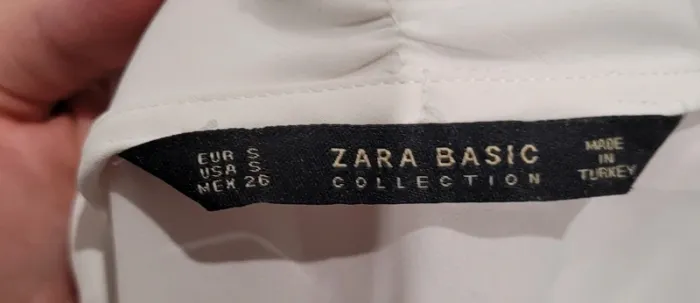 EUR S
USA S
MEX 26
ZARA BASIC
COLLECTION
MADE
IN
TURKEY